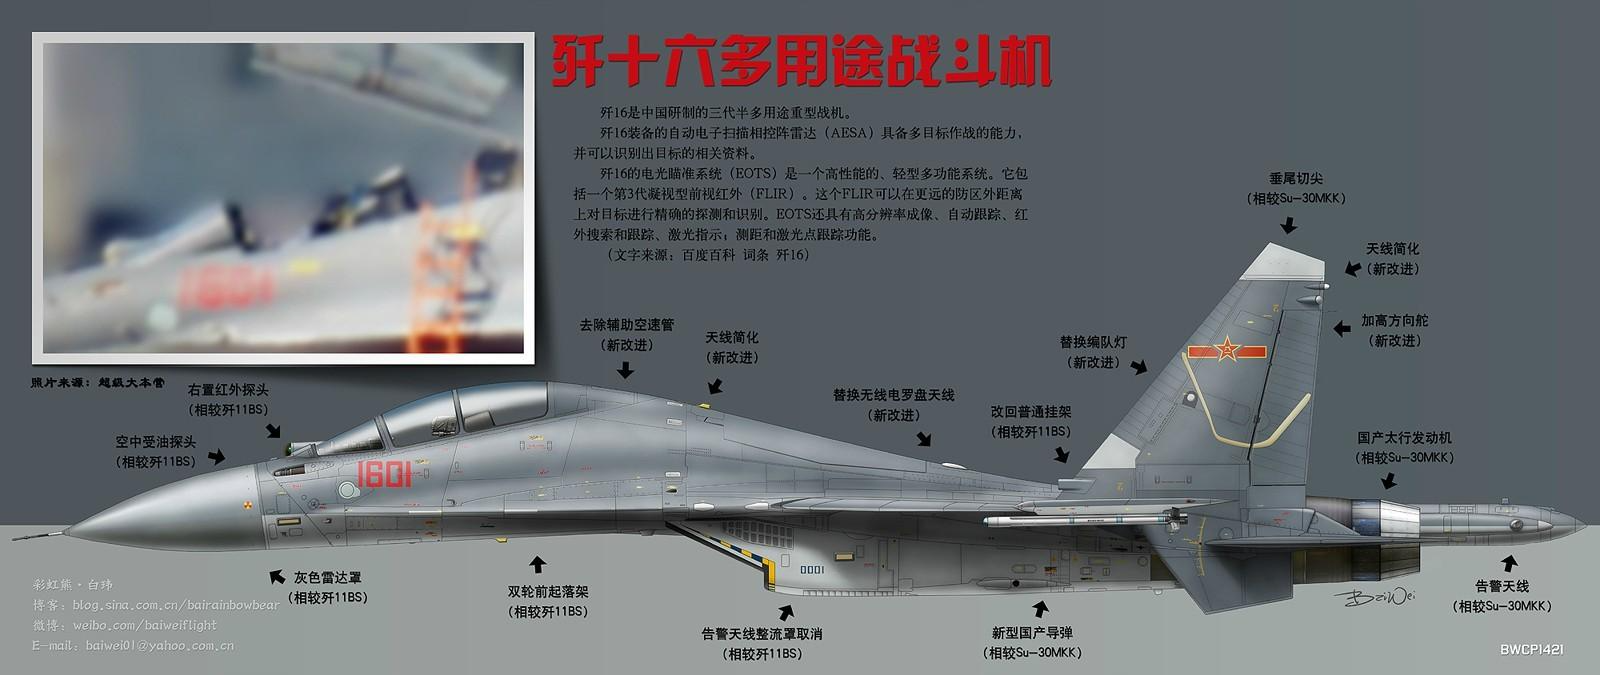 歼十六多用途战斗机
歼16是中国研制的三代半多用途重型战机。
歼16装备的自动电子扫描相控阵雷达（AESA）具备多目标作战的能力，
并可以识别出目标的相关资料。
歼16的电光瞄准系统（EOTS）是一个高性能的、轻型多功能系统。它包
括一个第3代凝视型前视红外（FLIR）。这个FLIR可以在更远的防区外距离
上对目标进行精确的探测和识别。EOTS还具有高分辨率成像、自动跟踪、红
外搜索和跟踪、激光指示；测距和激光点跟踪功能。
（文字来源：百度百科 词条 歼16）
1601
照片来源：超级大本营
右置红外探头
（相较歼11BS）
空中受油探头
（相较歼11BS）
去除辅助空速管
（新改进）
天线简化
（新改进）
替换无线电罗盘天线
（新改进）
改回普通挂架
（相较歼11BS）
替换编队灯
（新改进）
垂尾切尖
（相较Su-30MKK）
天线简化
（新改进）
加高方向舵
（新改进）
国产太行发动机
（相较Su-30MKK）
1601
0001
灰色雷达罩
（相较歼11BS）
双轮前起落架
（相较歼11BS）
告警天线整流罩取消
（相较歼11BS）
新型国产导弹
（相较Su-30MKK）
告警天线
（相较Su-30MKK）
BaiWei
彩虹熊·白玮
博客：blog.sina.com.cn/bairainbowbear
微博：weibo.com/baiweiflight
E-mail：baiwei01@yahoo.com.cn
BWCP1421